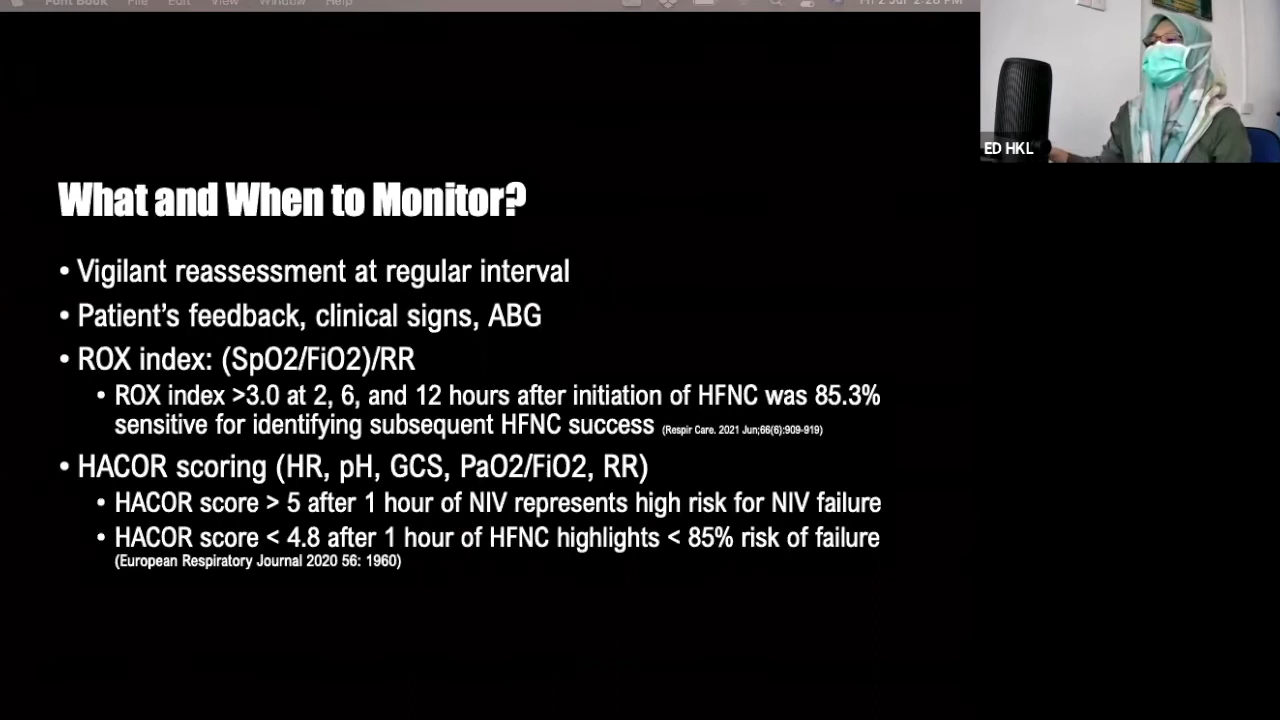 Font Book File Edit View Window Help
ED HKL
What and When to Monitor?
• Vigilant reassessment at regular interval
• Patient's feedback, clinical signs, ABG
• ROX index: (SpO2/FiO2)/RR
• ROX index >3.0 at 2, 6, and 12 hours after initiation of HFNC was 85.3%
sensitive for identifying subsequent HFNC success (Respir Care. 2021 Jun;66(6):909-919)
• HACOR scoring (HR, pH, GCS, PaO2/FiO2, RR)
• HACOR score > 5 after 1 hour of NIV represents high risk for NIV failure
• HACOR score < 4.8 after 1 hour of HFNC highlights < 85% risk of failure
(European Respiratory Journal 2020 56: 1960)